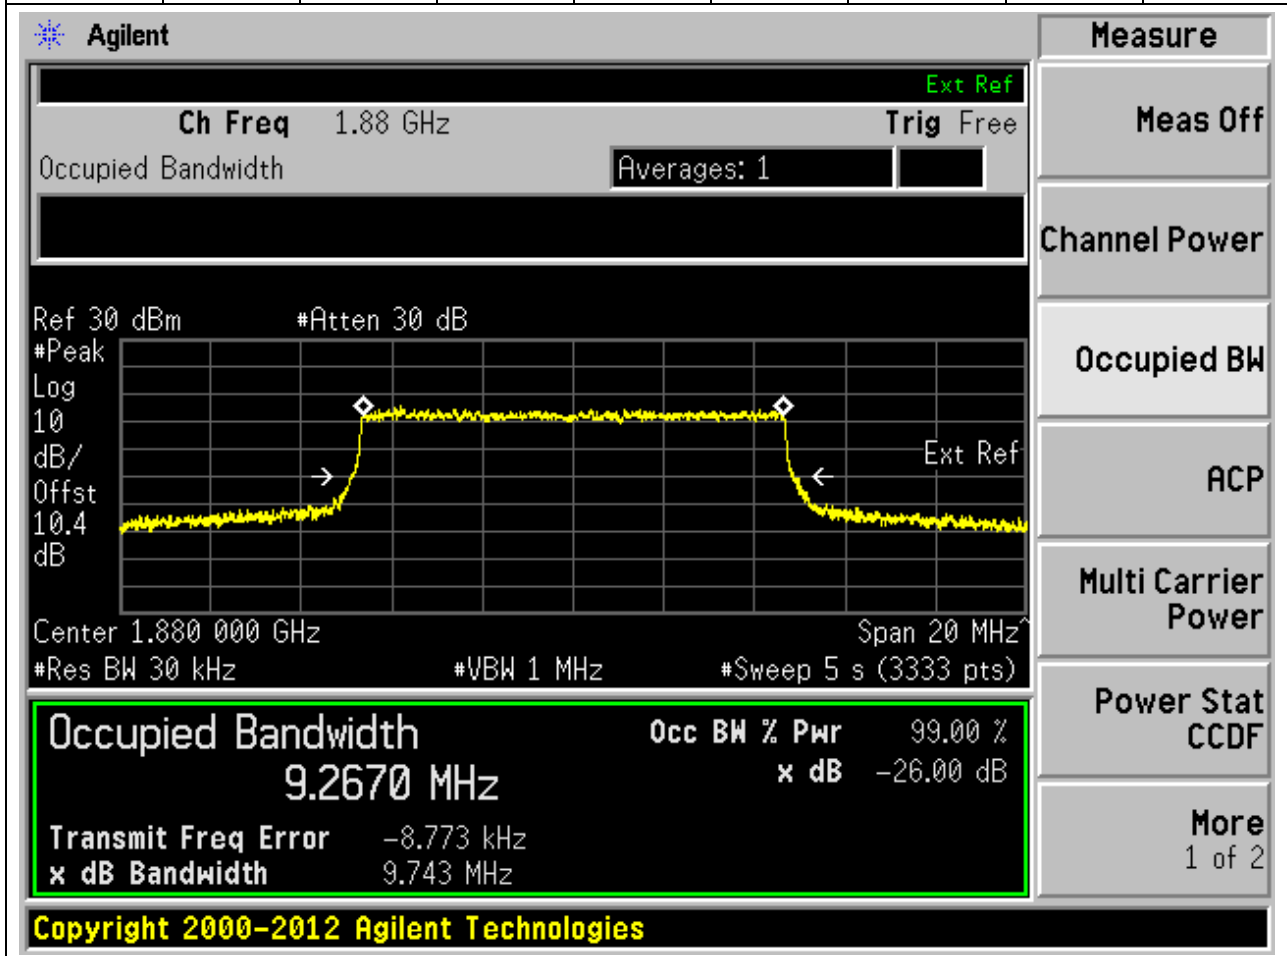 Agilent
Measure
Ext Ref
Ch Freq 1.88 GHz Trig Free
Meas Off
Occupied Bandwidth Averages: 1
Channel Power
Ref 30 dBm #Atten 30 dB
#Peak
Log
10
dB/
Offst
10.4
dB
Ext Ref
Occupied BW
ACP
Center 1.880 000 GHz Span 20 MHz^
#Res BW 30 kHz #VBW 1 MHz #Sweep 5 s (3333 pts)
Multi Carrier
Power
Occupied Bandwidth Occ BW % Pwr 99.00 %
9.2670 MHz x dB -26.00 dB
Transmit Freq Error -8.773 kHz
x dB Bandwidth 9.743 MHz
Power Stat
CCDF
More
1 of 2
Copyright 2000-2012 Agilent Technologies